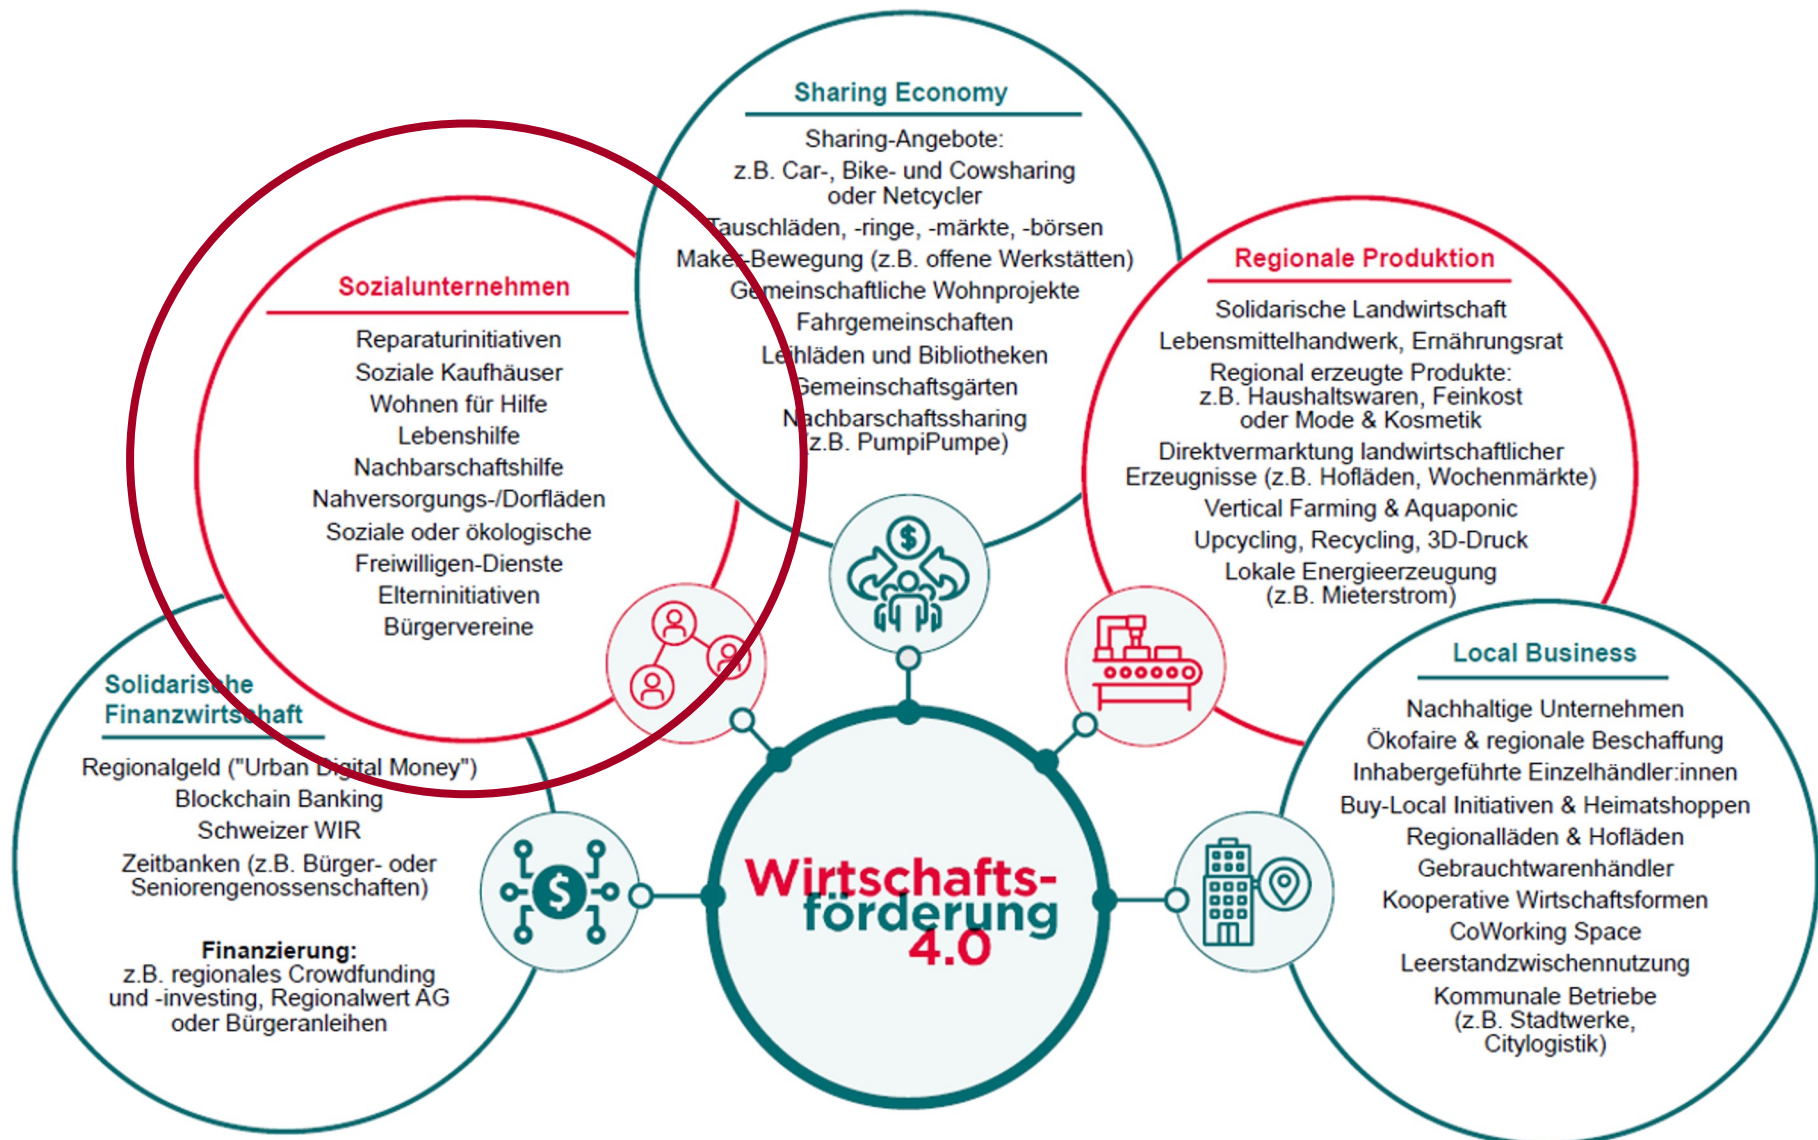 Sharing Economy
Sharing-Angebote:
z.B. Car-, Bike- und Cowsharing
oder Netcycler
Tauschläden, -ringe, -märkte, -börsen
Maker-Bewegung (z.B. offene Werkstätten)
Gemeinschaftliche Wohnprojekte
Fahrgemeinschaften
Leihläden und Bibliotheken
Gemeinschaftsgärten
Nachbarschaftssharing
(z.B. PumpiPumpe)
Sozialunternehmen
Reparaturinitiativen
Soziale Kaufhäuser
Wohnen für Hilfe
Lebenshilfe
Nachbarschaftshilfe
Nahversorgungs-/Dorfläden
Soziale oder ökologische
Freiwilligen-Dienste
Elterninitiativen
Bürgervereine
Regionale Produktion
Solidarische Landwirtschaft
Lebensmittelhandwerk, Ernährungsrat
Regional erzeugte Produkte:
z.B. Haushaltswaren, Feinkost
oder Mode & Kosmetik
Direktvermarktung landwirtschaftlicher
Erzeugnisse (z.B. Hofläden, Wochenmärkte)
Vertical Farming & Aquaponic
Upcycling, Recycling, 3D-Druck
Lokale Energieerzeugung
(z.B. Mieterstrom)
Solidarische
Finanzwirtschaft
Regionalgeld ("Urban Digital Money")
Blockchain Banking
Schweizer WIR
Zeitbanken (z.B. Bürger- oder
Seniorengenossenschaften)
Finanzierung:
z.B. regionales Crowdfunding
und -investing, Regionalwert AG
oder Bürgeranleihen
Local Business
Nachhaltige Unternehmen
Ökofaire & regionale Beschaffung
Inhabergeführte Einzelhändler:innen
Buy-Local Initiativen & Heimatshoppen
Regionalläden & Hofläden
Gebrauchtwarenhändler
Kooperative Wirtschaftsformen
CoWorking Space
Leerstandzwischennutzung
Kommunale Betriebe
(z.B. Stadtwerke,
Citylogistik)
Wirtschafts-
förderung
4.0
$
$